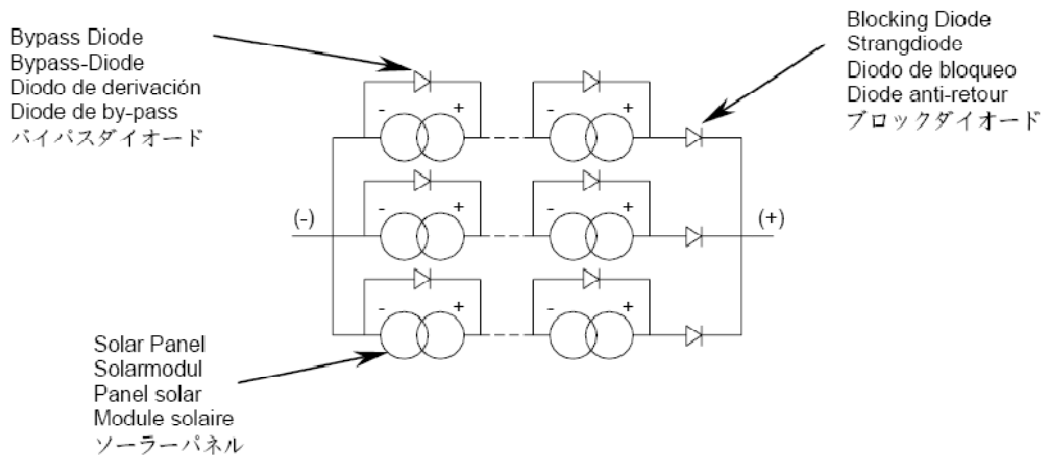 Bypass Diode
Bypass-Diode
Diodo de derivación
Diode de by-pass
バイパスダイオード
Blocking Diode
Strangdiode
Diodo de bloqueo
Diode anti-retour
ブロックダイオード
- +
- +
(-)
- +
- +
(+)
- +
- +
Solar Panel
Solarmodul
Panel solar
Module solaire
ソーラーパネル